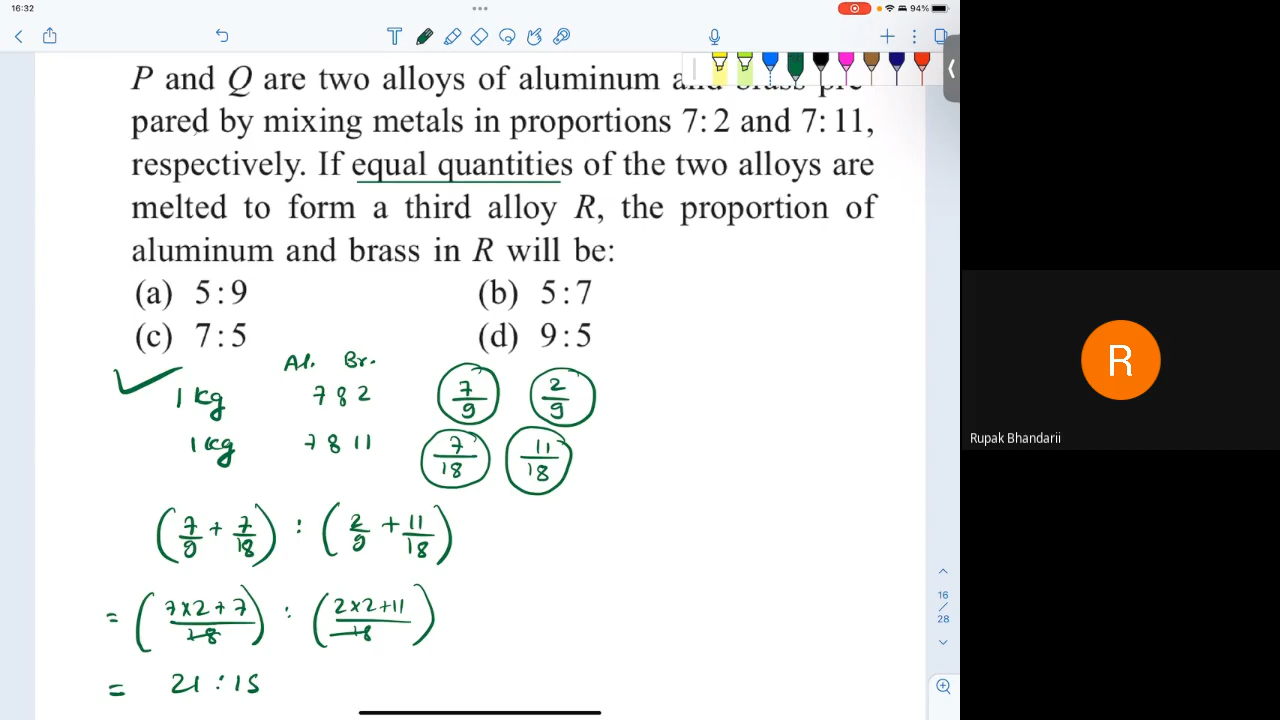 16:32
94%
P and Q are two alloys of aluminum and brass pre-
pared by mixing metals in proportions 7:2 and 7:11,
respectively. If equal quantities of the two alloys are
melted to form a third alloy R, the proportion of
aluminum and brass in R will be:
(a) 5:9 (b) 5:7
(c) 7:5 (d) 9:5
Al. Br.
1 kg 7 & 2 7/9 2/9
1 kg 7 & 11 7/18 11/18
(7/9 + 7/18) : (2/9 + 11/18)
= (7×2+7/18) : (2×2+11/18)
= 21 : 15
R
Rupak Bhandarii
16
/
28